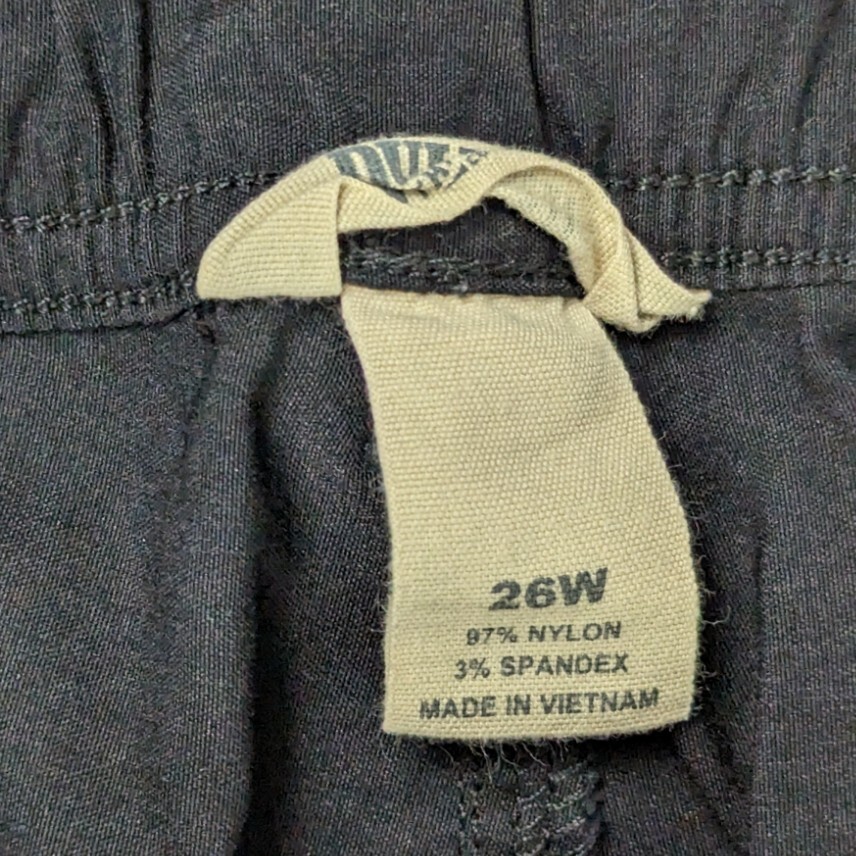 26W
97% NYLON
3% SPANDEX
MADE IN VIETNAM